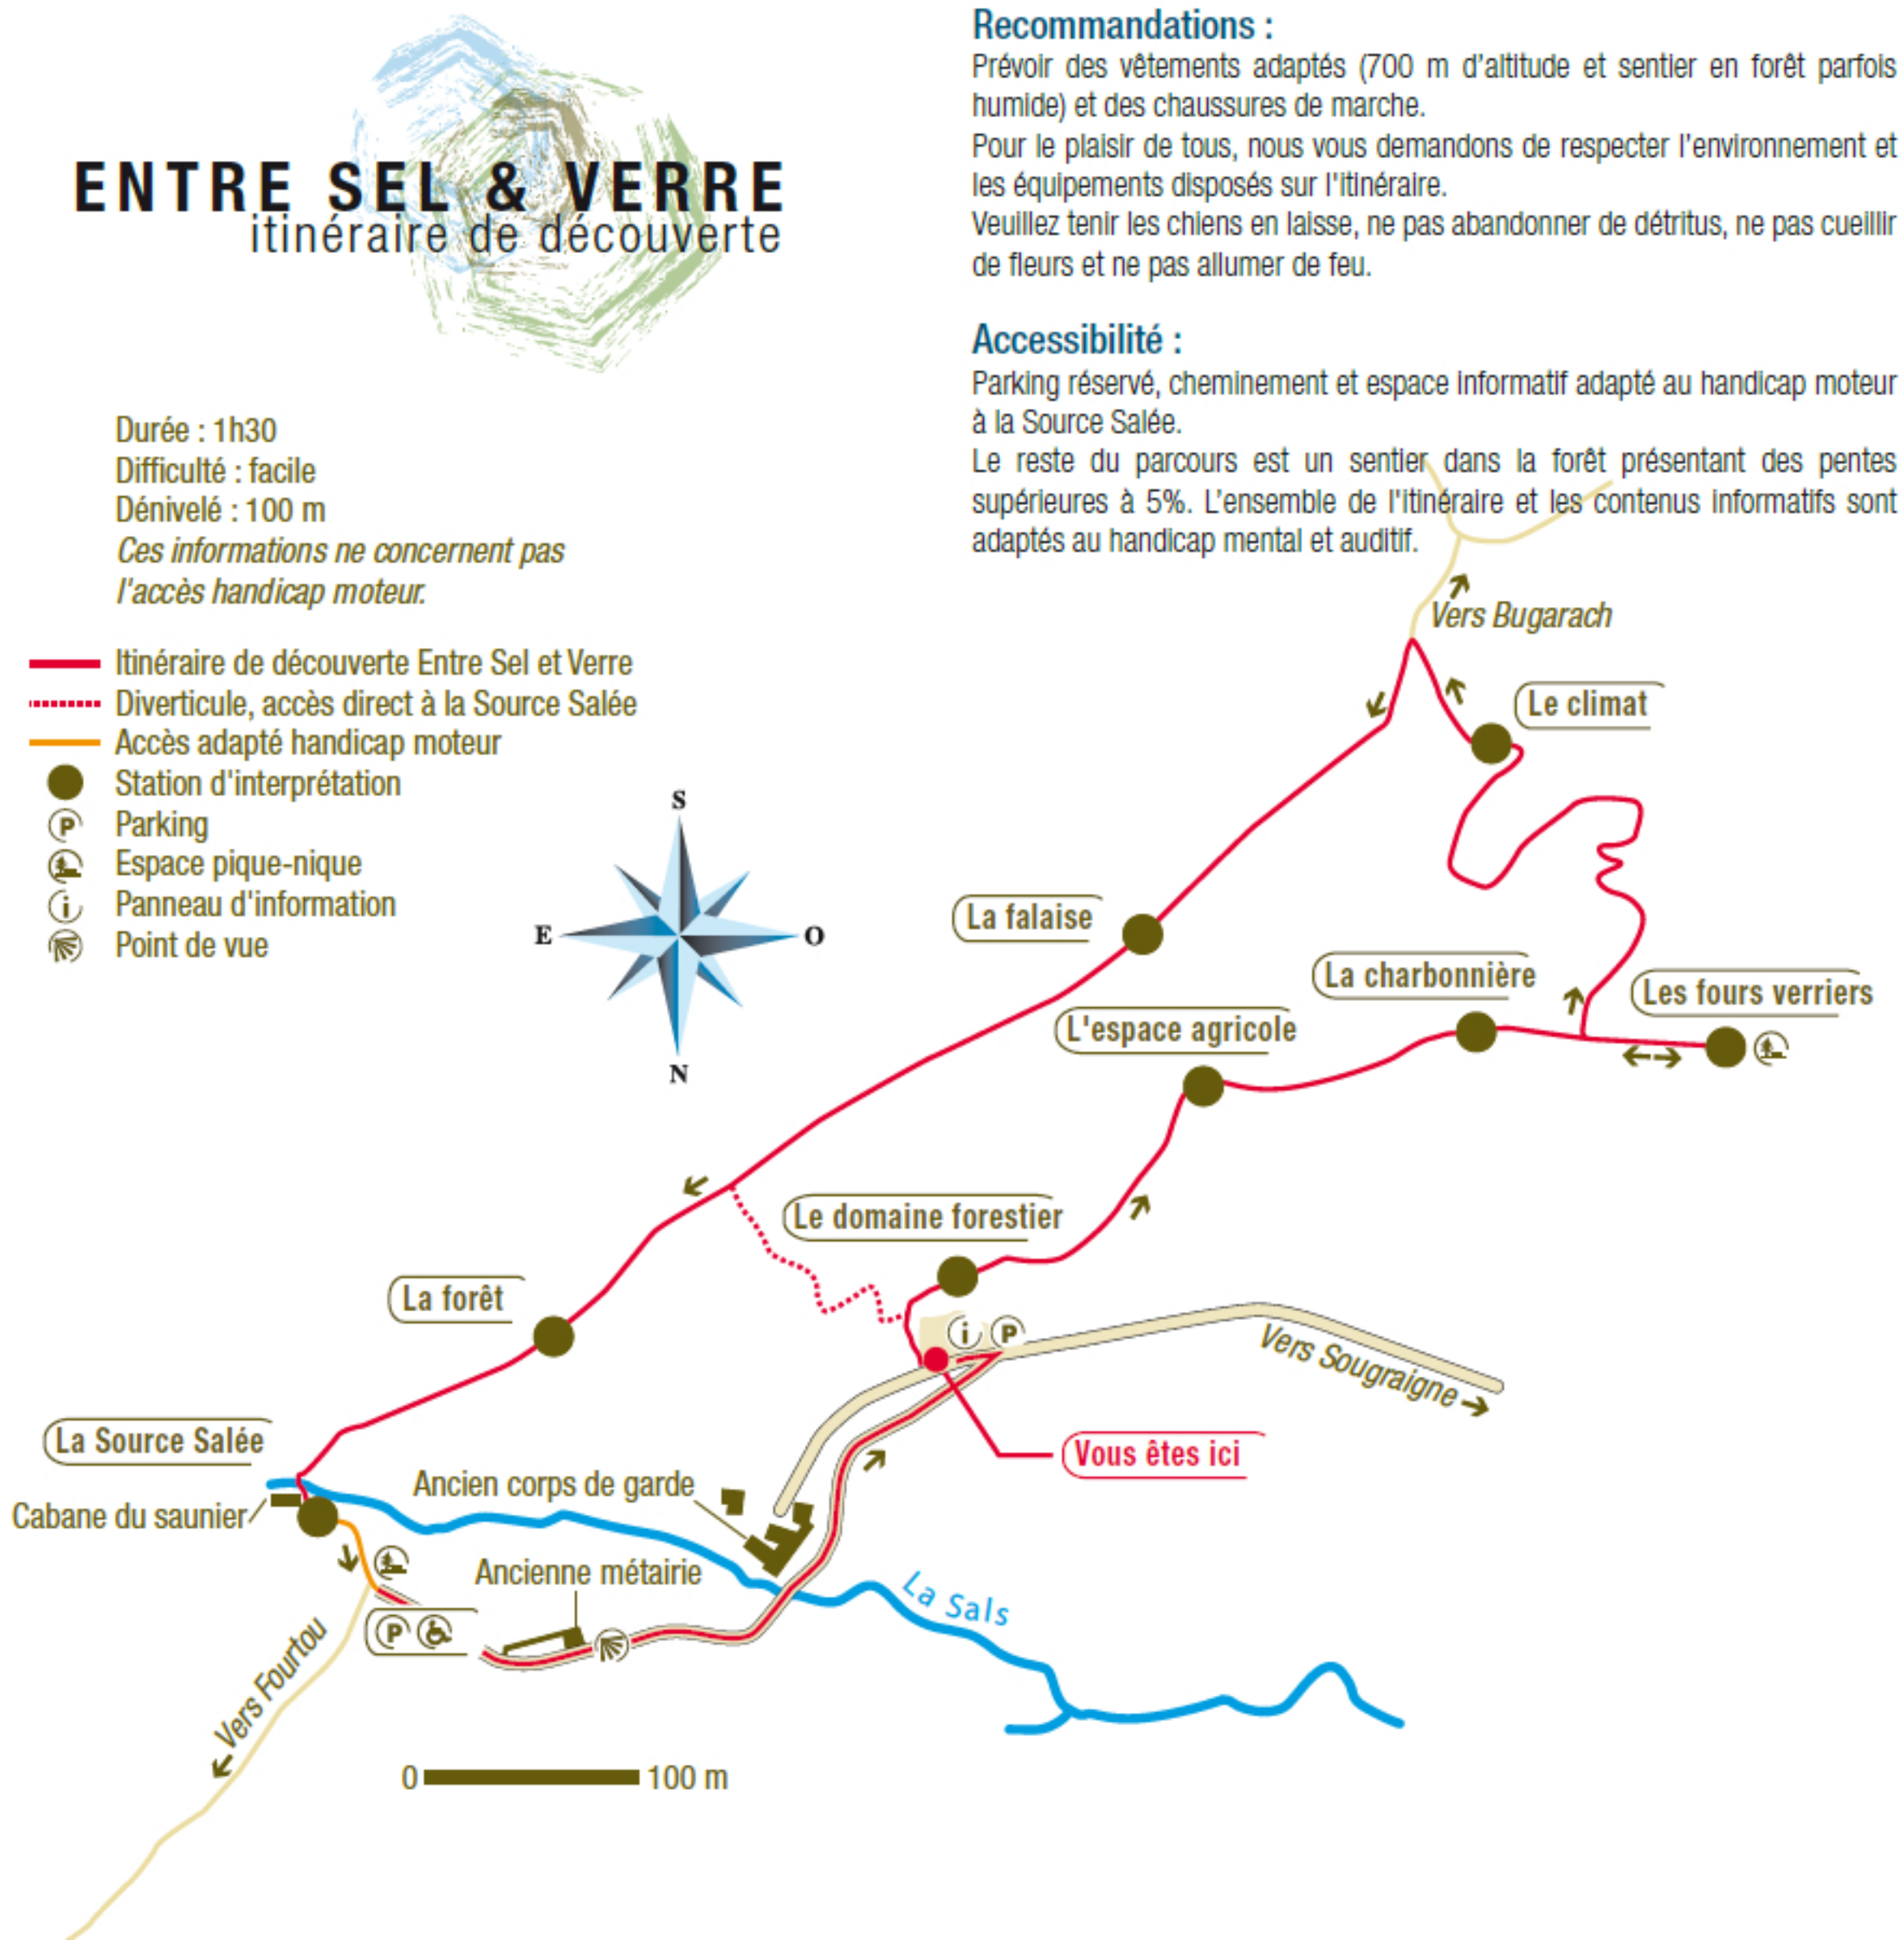 ENTRE SEL & VERRE
itinéraire de découverte
Recommandations :
Prévoir des vêtements adaptés (700 m d'altitude et sentier en forêt parfois
humide) et des chaussures de marche.
Pour le plaisir de tous, nous vous demandons de respecter l'environnement et
les équipements disposés sur l'itinéraire.
Veuillez tenir les chiens en laisse, ne pas abandonner de détritus, ne pas cueillir
de fleurs et ne pas allumer de feu.
Accessibilité :
Parking réservé, cheminement et espace informatif adapté au handicap moteur
à la Source Salée.
Le reste du parcours est un sentier dans la forêt présentant des pentes
supérieures à 5%. L'ensemble de l'itinéraire et les contenus informatifs sont
adaptés au handicap mental et auditif.
Durée : 1h30
Difficulté : facile
Dénivelé : 100 m
Ces informations ne concernent pas
l'accès handicap moteur.
Itinéraire de découverte Entre Sel et Verre
Diverticule, accès direct à la Source Salée
Accès adapté handicap moteur
Station d'interprétation
P Parking
Espace pique-nique
i Panneau d'information
Point de vue
S
E
O
N
Vers Bugarach
Le climat
La falaise
La charbonnière
Les fours verriers
L'espace agricole
Le domaine forestier
La forêt
i P
Vers Sougraigne
La Source Salée
Vous êtes ici
Ancien corps de garde
Cabane du saunier
Ancienne métairie
La Sals
P
Vers Fourtou
0 100 m